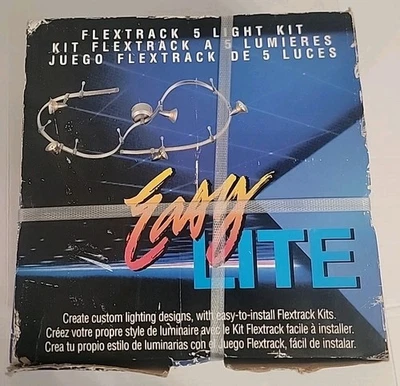 FLEXTRACK 5 LIGHT KIT
KIT FLEXTRACK A 5 LUMIERES
JUEGO FLEXTRACK DE 5 LUCES
Easy
LITE
Create custom lighting designs, with easy-to-install Flextrack Kits.
Créez votre propre style de luminaire avec le Kit Flextrack facile à installer.
Crea tu propio estilo de luminarias con el Juego Flextrack, fácil de instalar.